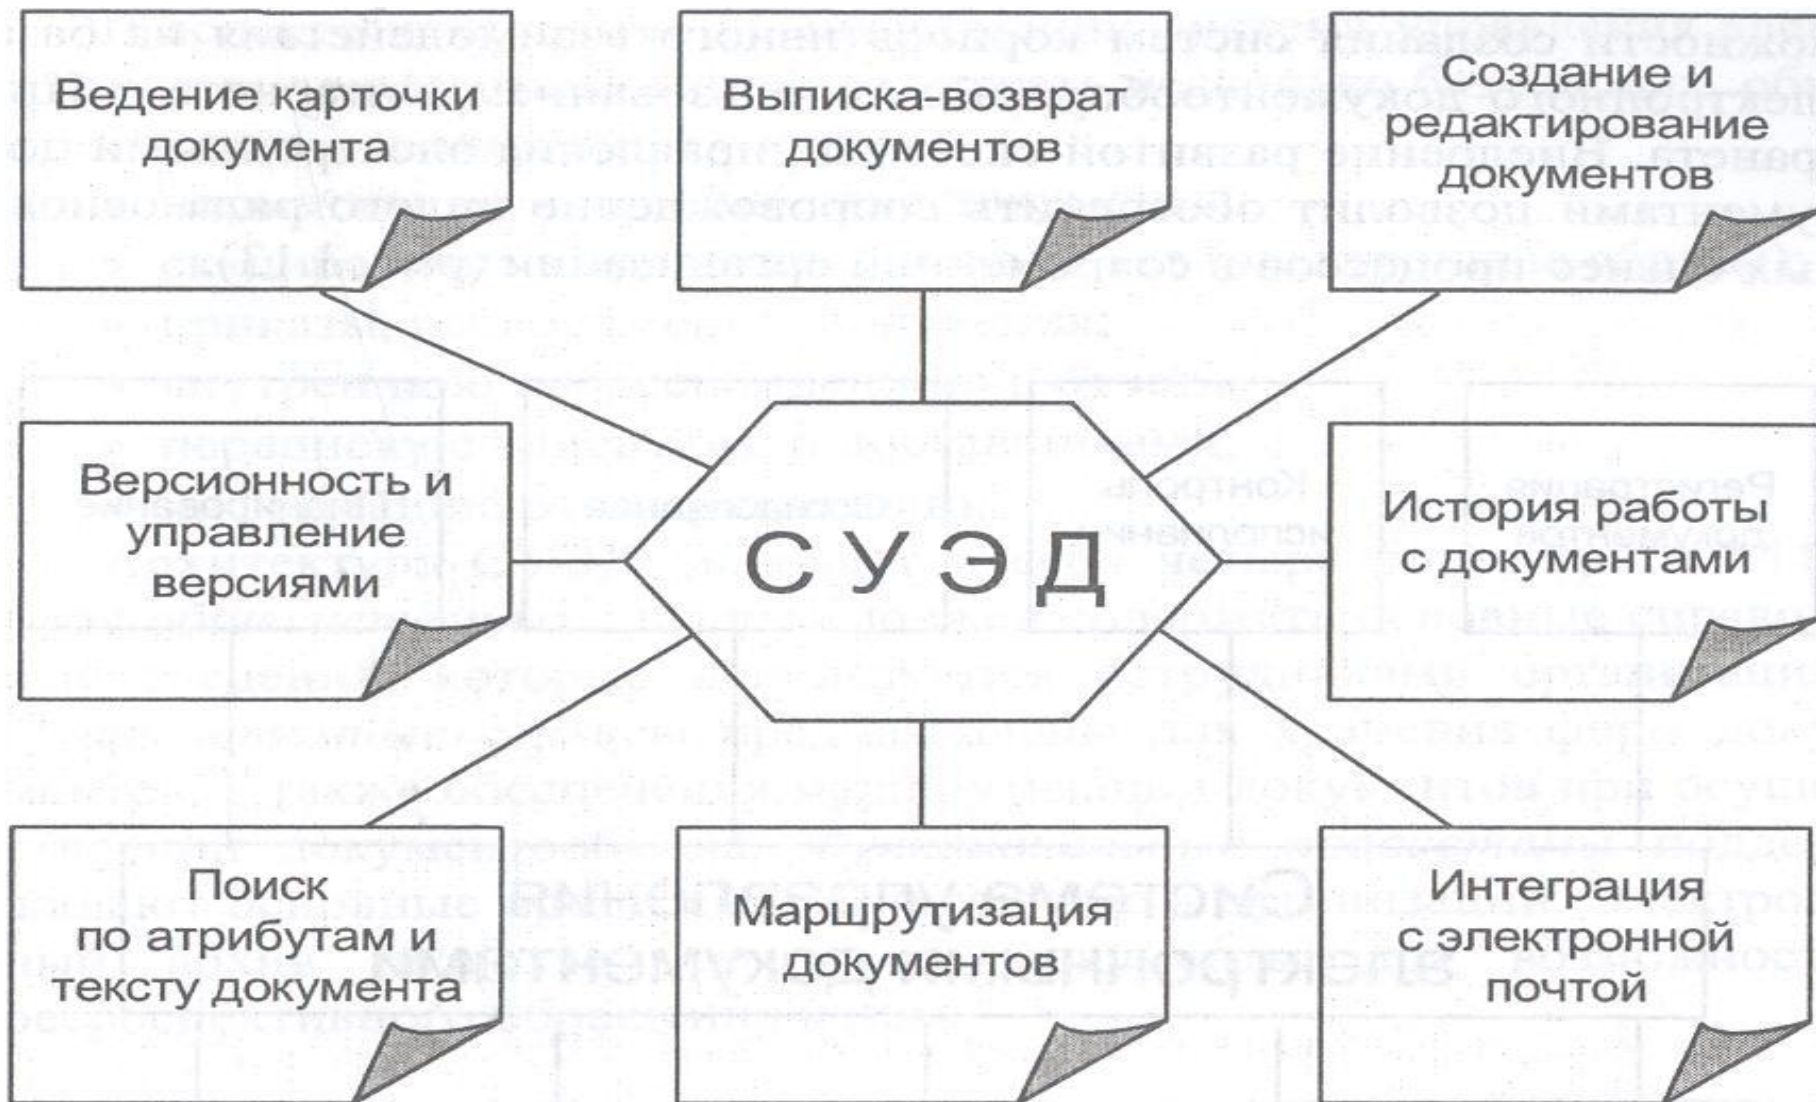 Ведение карточки
документа
Выписка-возврат
документов
Создание и
редактирование
документов
Версионность и
управление
версиями
СУЭД
История работы
с документами
Поиск
по атрибутам и
тексту документа
Маршрутизация
документов
Интеграция
с электронной
почтой